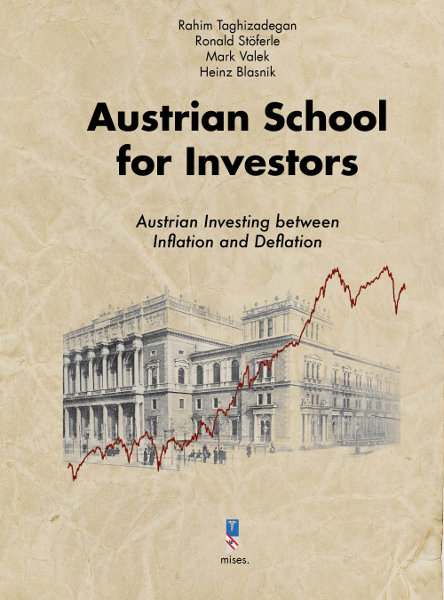 Rahim Taghizadegan
Ronald Stöferle
Mark Valek
Heinz Blasnik
Austrian School
for Investors
Austrian Investing between
Inflation and Deflation
mises.